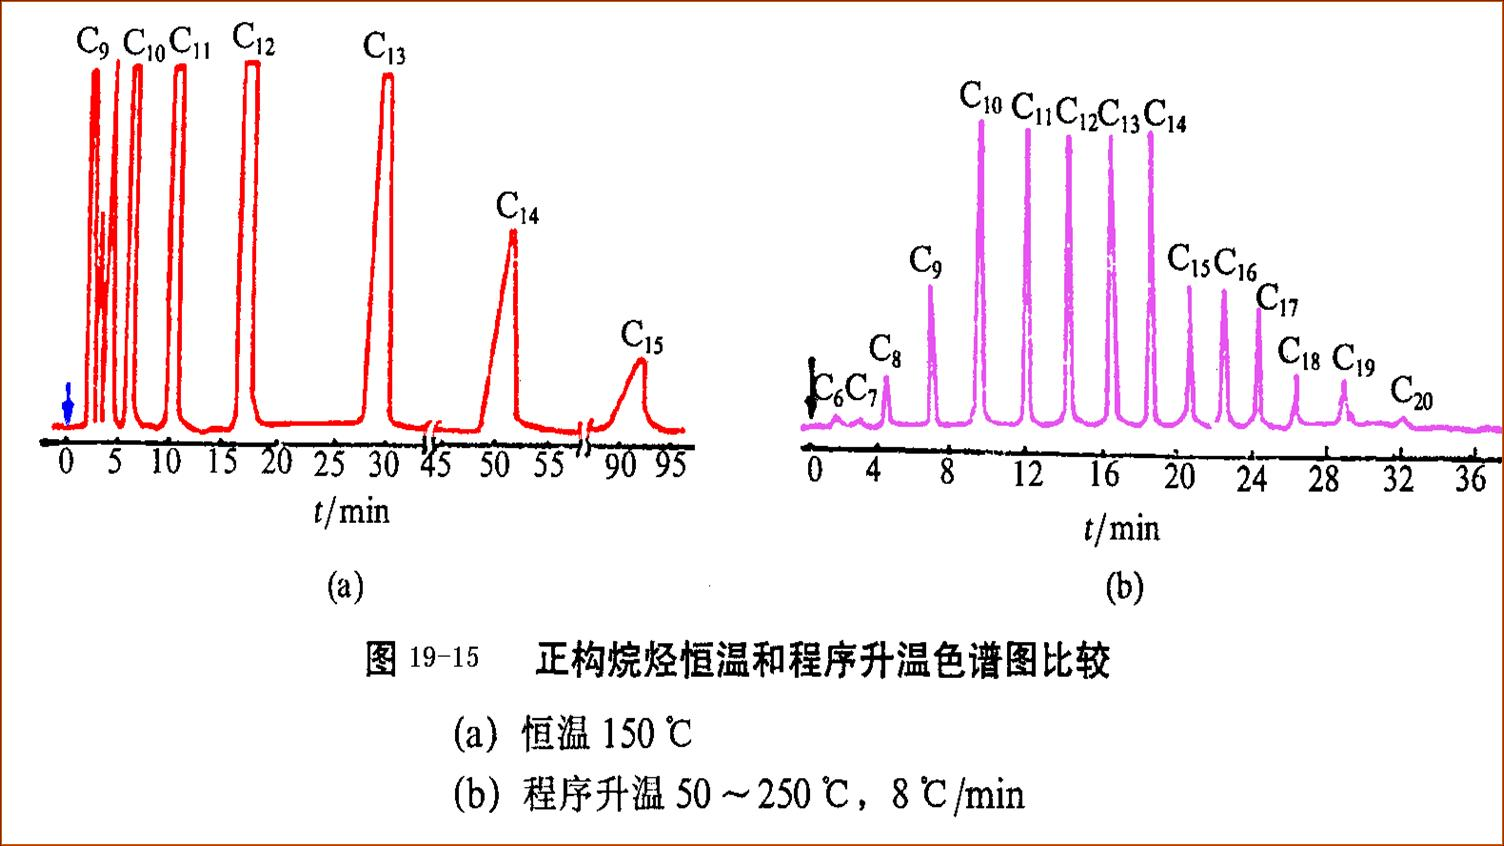 C₉ C₁₀ C₁₁ C₁₂ C₁₃ C₁₄ C₁₅
0 5 10 15 20 25 30 45 50 55 90 95
t/min
(a)
C₆ C₇ C₈ C₉ C₁₀ C₁₁ C₁₂ C₁₃ C₁₄ C₁₅ C₁₆ C₁₇ C₁₈ C₁₉ C₂₀
0 4 8 12 16 20 24 28 32 36
t/min
(b)
图 19-15 正构烷烃恒温和程序升温色谱图比较
(a) 恒温 150 ℃
(b) 程序升温 50～250 ℃, 8 ℃/min